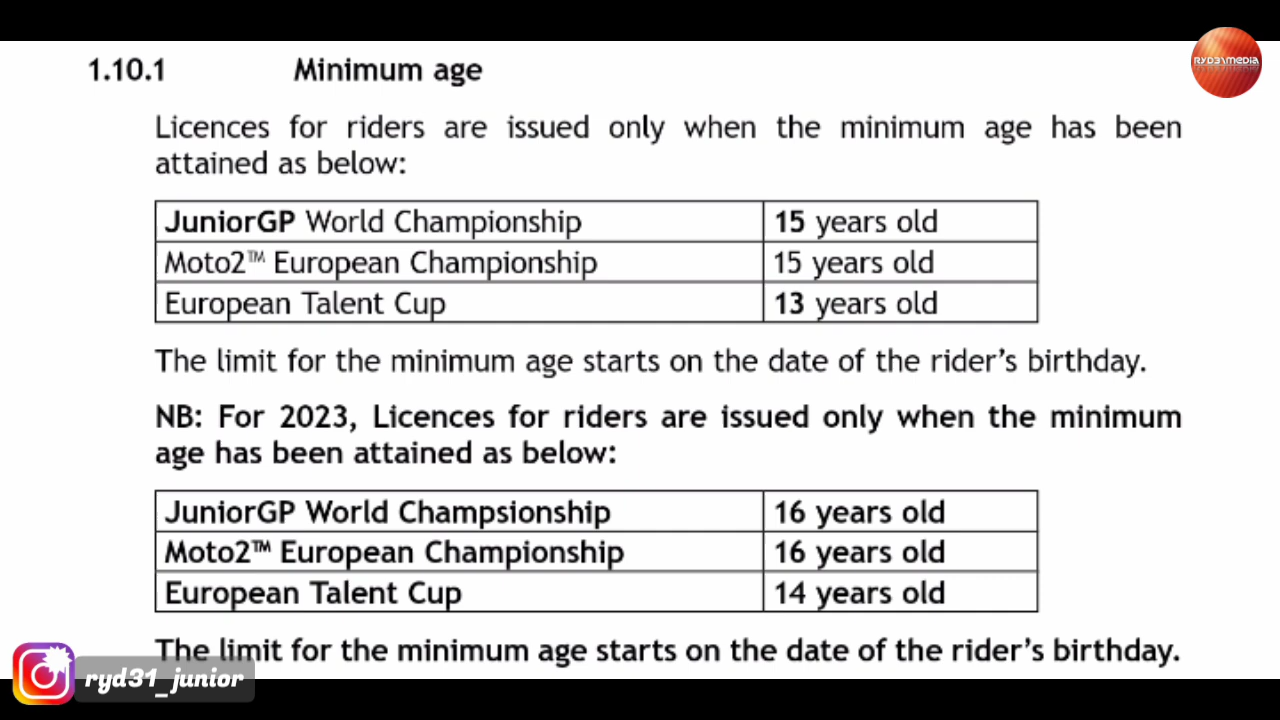 RYD31MEDIA
1.10.1 Minimum age
Licences for riders are issued only when the minimum age has been
attained as below:
JuniorGP World Championship 15 years old
Moto2™ European Championship 15 years old
European Talent Cup 13 years old
The limit for the minimum age starts on the date of the rider's birthday.
NB: For 2023, Licences for riders are issued only when the minimum
age has been attained as below:
JuniorGP World Champsionship 16 years old
Moto2™ European Championship 16 years old
European Talent Cup 14 years old
The limit for the minimum age starts on the date of the rider's birthday.
ryd31_junior